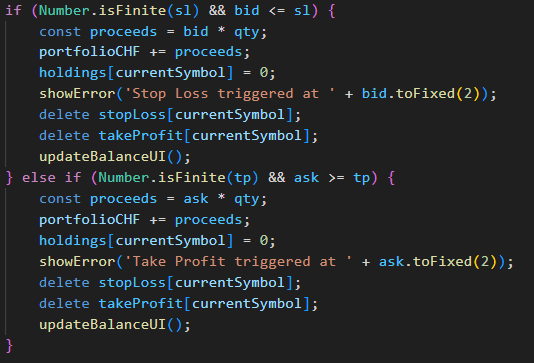 if (Number.isFinite(sl) && bid <= sl) {
    const proceeds = bid * qty;
    portfolioCHF += proceeds;
    holdings[currentSymbol] = 0;
    showError('Stop Loss triggered at ' + bid.toFixed(2));
    delete stopLoss[currentSymbol];
    delete takeProfit[currentSymbol];
    updateBalanceUI();
} else if (Number.isFinite(tp) && ask >= tp) {
    const proceeds = ask * qty;
    portfolioCHF += proceeds;
    holdings[currentSymbol] = 0;
    showError('Take Profit triggered at ' + ask.toFixed(2));
    delete stopLoss[currentSymbol];
    delete takeProfit[currentSymbol];
    updateBalanceUI();
}